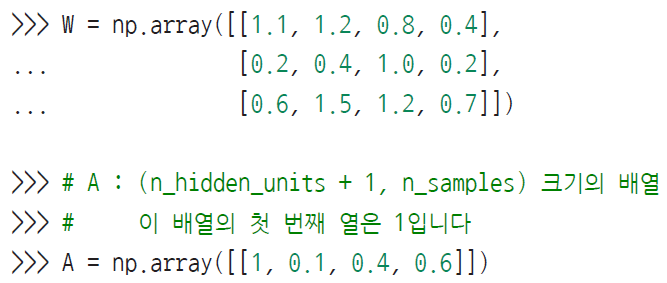 >>> W = np.array([[1.1, 1.2, 0.8, 0.4],
... [0.2, 0.4, 1.0, 0.2],
... [0.6, 1.5, 1.2, 0.7]])
>>> # A : (n_hidden_units + 1, n_samples) 크기의 배열
>>> # 이 배열의 첫 번째 열은 1입니다
>>> A = np.array([[1, 0.1, 0.4, 0.6]])